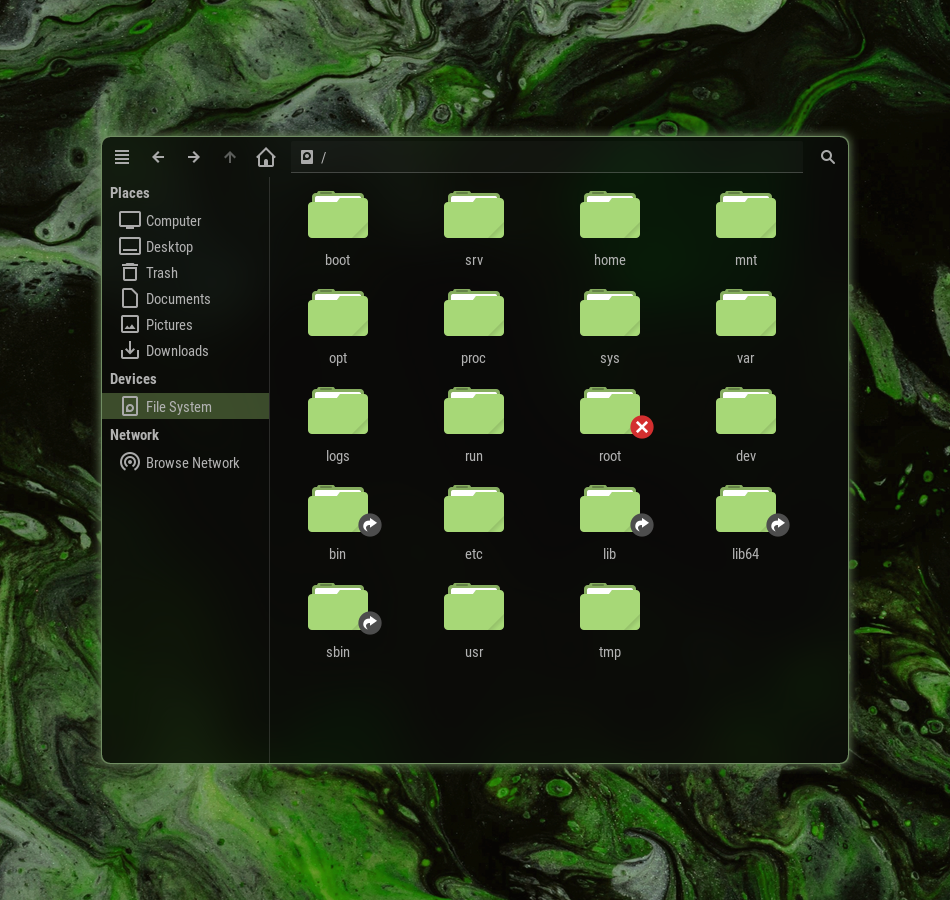 /
Places
Computer
Desktop
Trash
Documents
Pictures
Downloads
Devices
File System
Network
Browse Network
boot
srv
home
mnt
opt
proc
sys
var
logs
run
root
dev
bin
etc
lib
lib64
sbin
usr
tmp